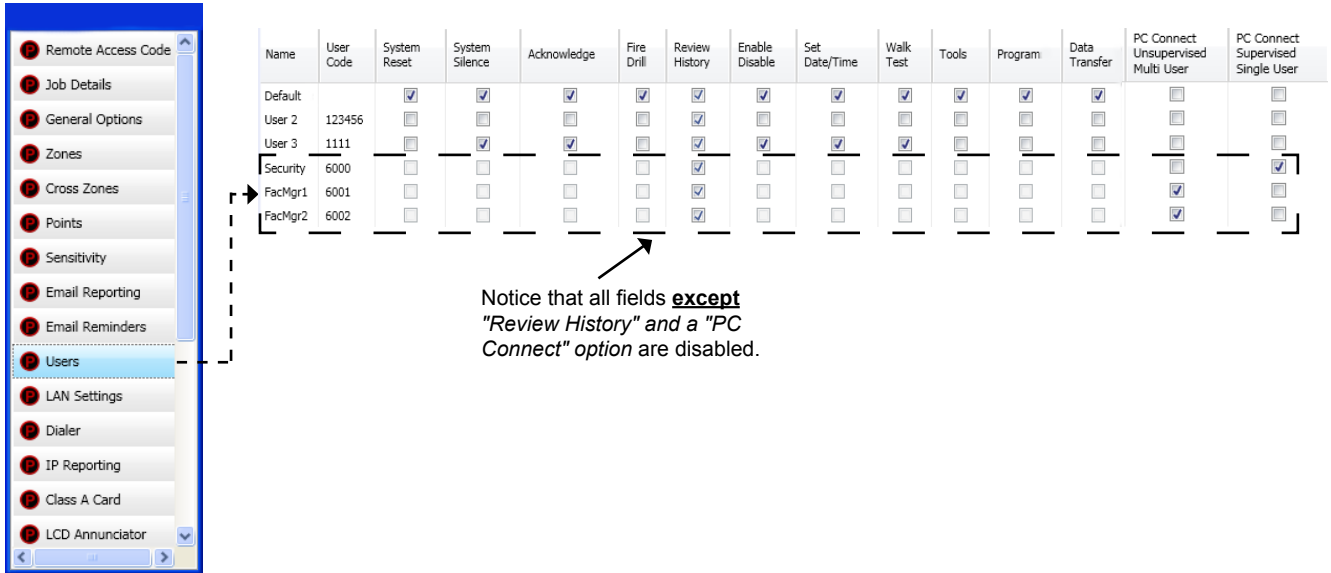 Remote Access Code
Job Details
General Options
Zones
Cross Zones
Points
Sensitivity
Email Reporting
Email Reminders
Users
LAN Settings
Dialer
IP Reporting
Class A Card
LCD Annunciator
Name User Code System Reset System Silence Acknowledge Fire Drill Review History Enable Disable Set Date/Time Walk Test Tools Program Data Transfer PC Connect Unsupervised Multi User PC Connect Supervised Single User
Default
User 2 123456
User 3 1111
Security 6000
FacMgr1 6001
FacMgr2 6002
Notice that all fields except
"Review History" and a "PC
Connect" option are disabled.